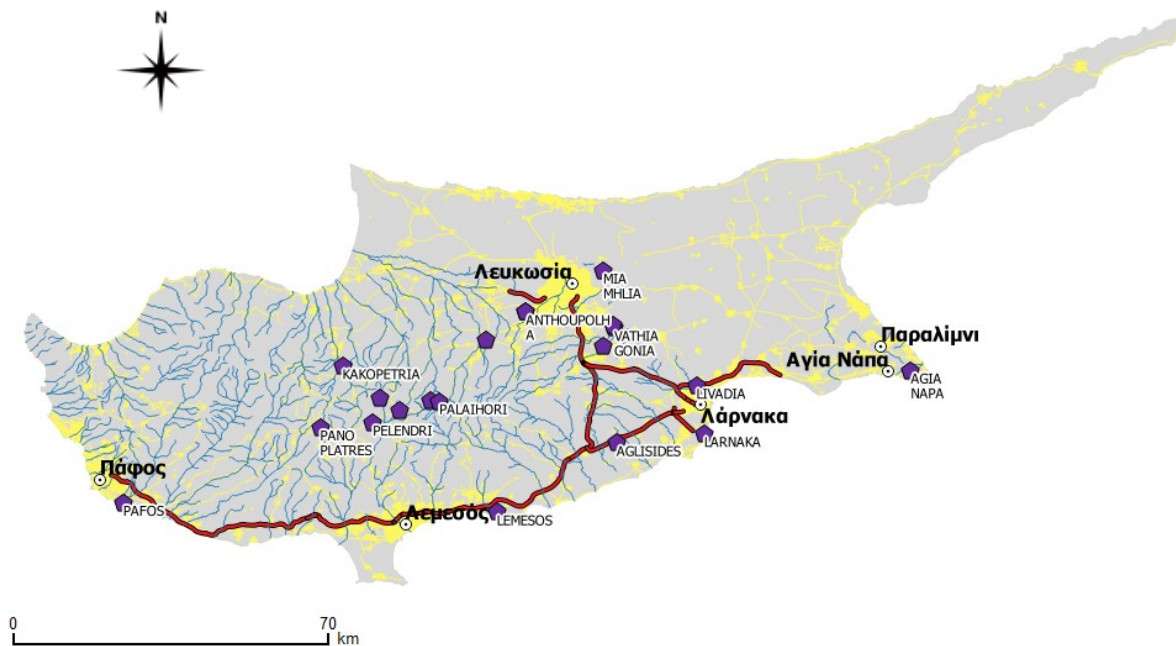 N
Λευκωσία
MIA
MHLIA
ANTHOUPOLH
A
VATHIA
GONIA
Παραλίμνι
Αγία Νάπα
AGIA
NAPA
KAKOPETRIA
LIVADIA
Λάρνακα
PALAIHORI
PELENDRI
PANO
PLATRES
LARNAKA
AGLISIDES
Πάφος
PAFOS
Λεμεσός
LEMESOS
0
70
km